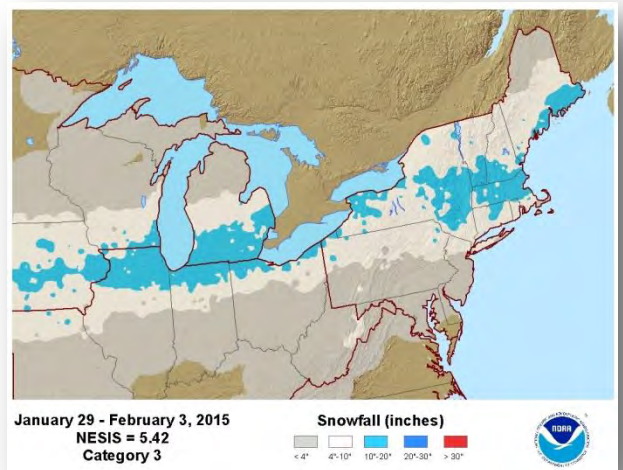 January 29 - February 3, 2015
NESIS = 5.42
Category 3
Snowfall (inches)
< 4" 4"-10" 10"-20" 20"-30" > 30"
NOAA